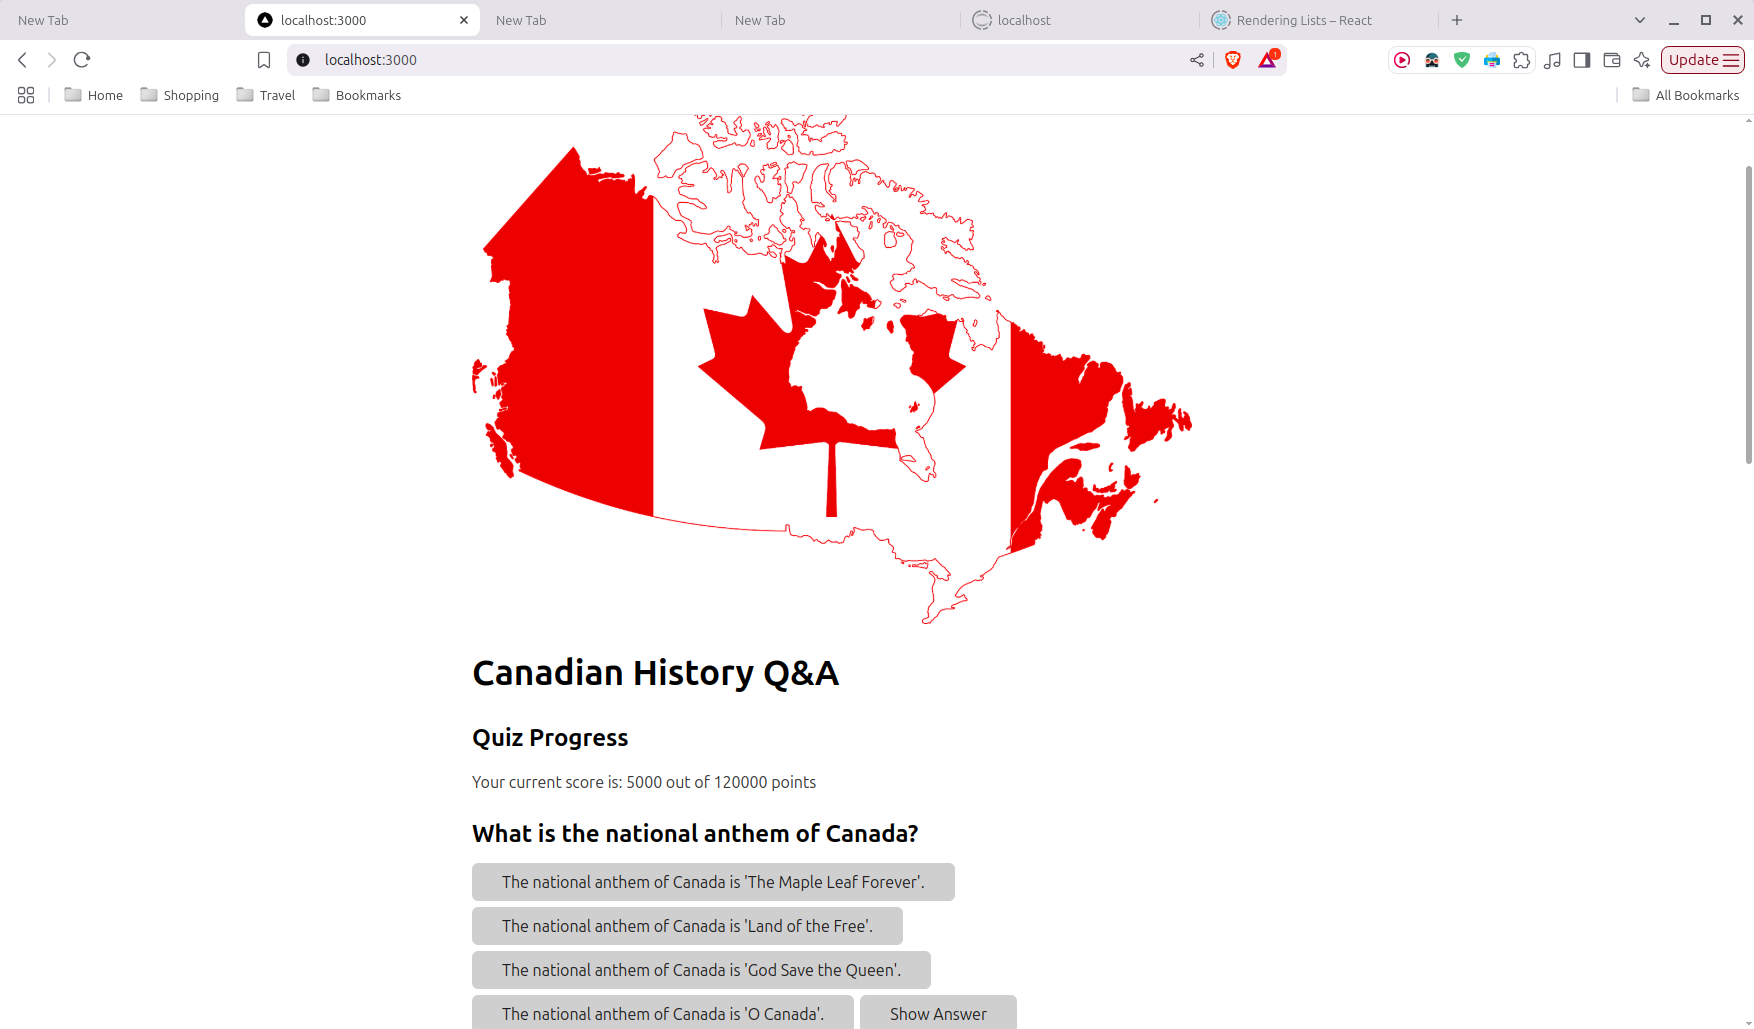 New Tab
localhost:3000
New Tab
New Tab
localhost
Rendering Lists – React
localhost:3000
1
Update
Home
Shopping
Travel
Bookmarks
All Bookmarks
Canadian History Q&A
Quiz Progress
Your current score is: 5000 out of 120000 points
What is the national anthem of Canada?
The national anthem of Canada is 'The Maple Leaf Forever'.
The national anthem of Canada is 'Land of the Free'.
The national anthem of Canada is 'God Save the Queen'.
The national anthem of Canada is 'O Canada'.
Show Answer